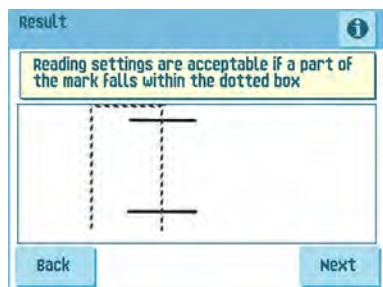 Result
Reading settings are acceptable if a part of
the mark falls within the dotted box
Back
Next